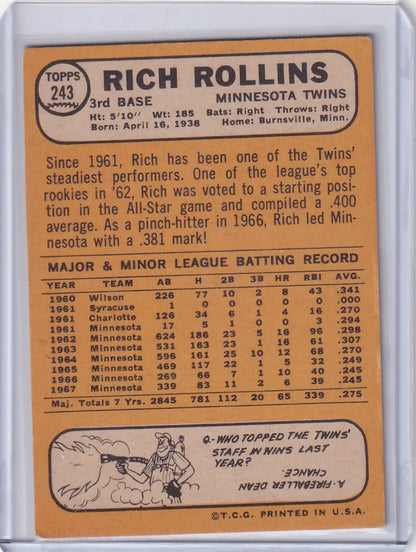 TOPPS
243
RICH ROLLINS
3rd BASE MINNESOTA TWINS
Ht: 5'10" Wt: 185 Bats: Right Throws: Right
Born: April 16, 1938 Home: Burnsville, Minn.
Since 1961, Rich has been one of the Twins'
steadiest performers. One of the league's top
rookies in '62, Rich was voted to a starting posi-
tion in the All-Star game and compiled a .400
average. As a pinch-hitter in 1966, Rich led Min-
nesota with a .381 mark!
MAJOR & MINOR LEAGUE BATTING RECORD
YEAR TEAM AB H 2B 3B HR RBI AVG.
1960 Wilson 226 77 10 2 8 43 .341
1961 Syracuse 1 0 0 0 0 0 .000
1961 Charlotte 126 34 6 1 4 16 .270
1961 Minnesota 17 5 1 0 0 3 .294
1962 Minnesota 624 186 23 5 16 96 .298
1963 Minnesota 531 163 23 1 16 61 .307
1964 Minnesota 596 161 25 10 12 68 .270
1965 Minnesota 469 117 22 1 5 32 .249
1966 Minnesota 269 66 7 1 10 40 .245
1967 Minnesota 339 83 11 2 6 39 .245
Maj. Totals 7 Yrs. 2845 781 112 20 65 339 .275
Q-WHO TOPPED THE TWINS'
STAFF IN WINS LAST
YEAR?
A-FIREBALLER DEAN
CHANCE.
©T.C.G. PRINTED IN U.S.A.